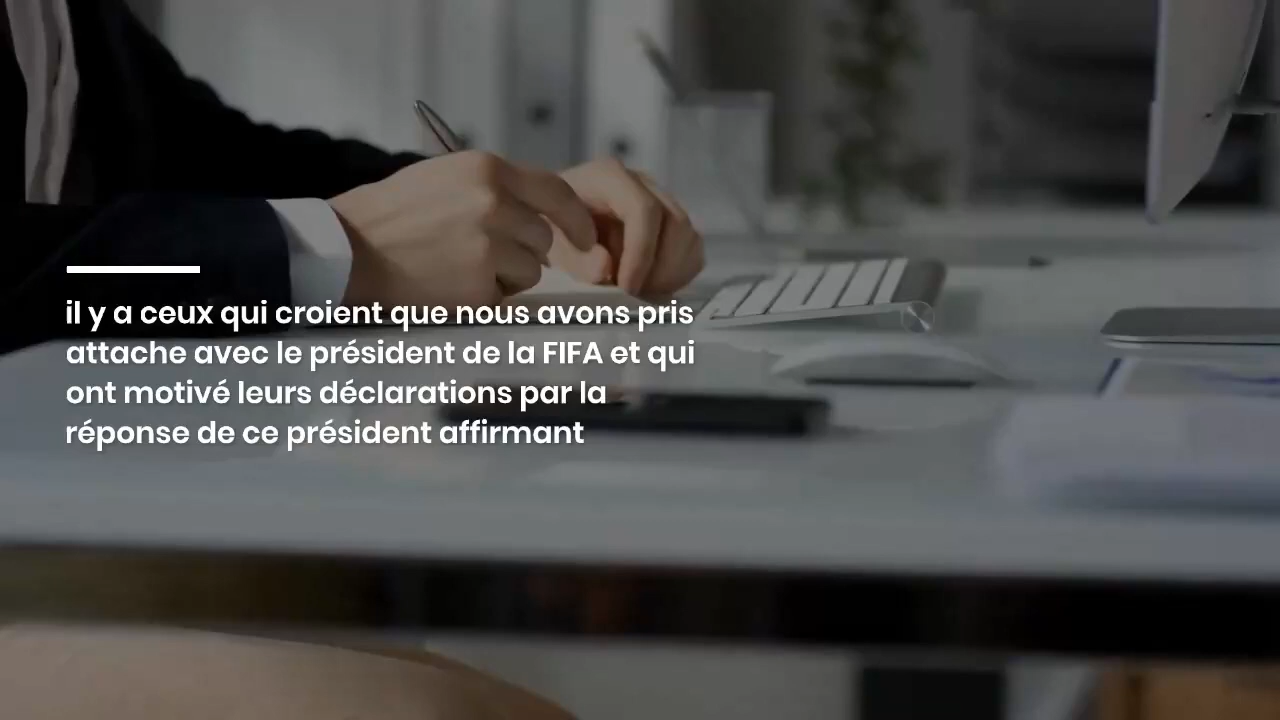 il y a ceux qui croient que nous avons pris
attache avec le président de la FIFA et qui
ont motivé leurs déclarations par la
réponse de ce président affirmant